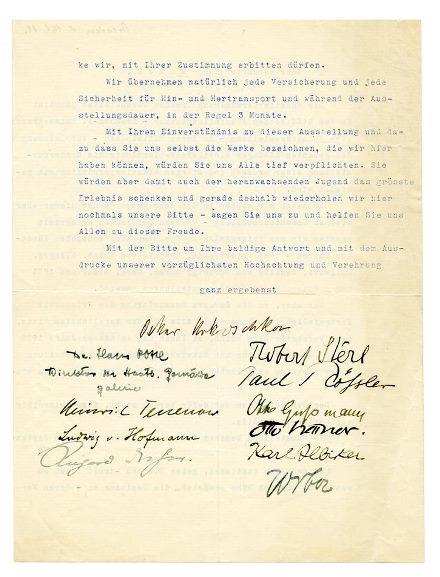 ke wir, mit Ihrer Zustimmung erbitten dürfen.
Wir übernehmen natürlich jede Versicherung und jede
Sicherheit für Hin- und Hertransport und während der Aus-
stellungsdauer, in der Regel 3 Monate.
Mit Ihrem Einverständnis zu dieser Ausstellung und da-
zu dass Sie uns selbst die Werke bezeichnen, die wir hier
haben können, würden Sie uns Alle tief verpflichten. Sie
würden aber damit auch der heranwachsenden Jugend das grösste
Erlebnis schenken und gerade deshalb wiederholen wir hier
nochmals unsere Bitte - sagen Sie uns zu und helfen Sie uns
Allen zu dieser Freude.
Mit der Bitte um Ihre baldige Antwort und mit dem Aus-
drucke unserer vorzüglichsten Hochachtung und Verehrung
ganz ergebenst
Oskar Kokoschka
Dr. Hans Posse
Direktor der Staatl. Gemälde
galerie
Heinrich Tessenow
Ludwig v. Hofmann
Robert Sterl
Paul Rößler
Otto Gußmann
Karl Albiker